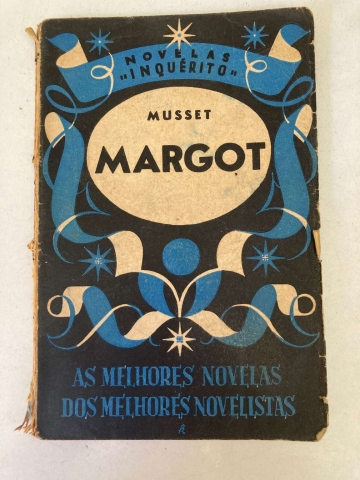 NOVELAS
"INQUÉRITO"
MUSSET
MARGOT
AS MELHORES NOVELAS
DOS MELHORES NOVELISTAS